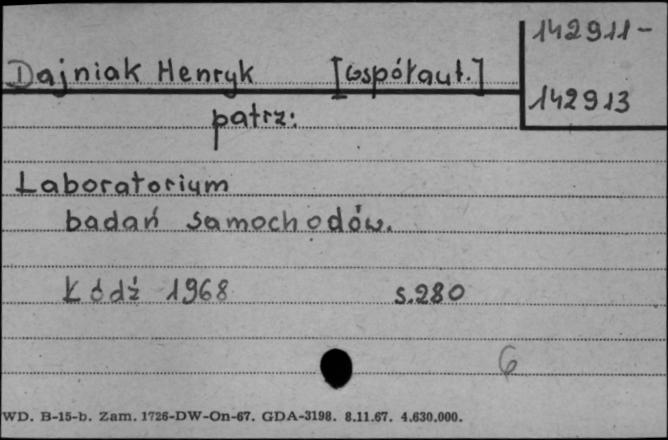 142911-
Dajniak Henryk [współaut.]
142913
patrz:
Laboratorium
badań samochodów.
Łódź 1968 s.280
6
WD. B-15-b. Zam. 1726-DW-On-67. GDA-3198. 8.11.67. 4.630.000.